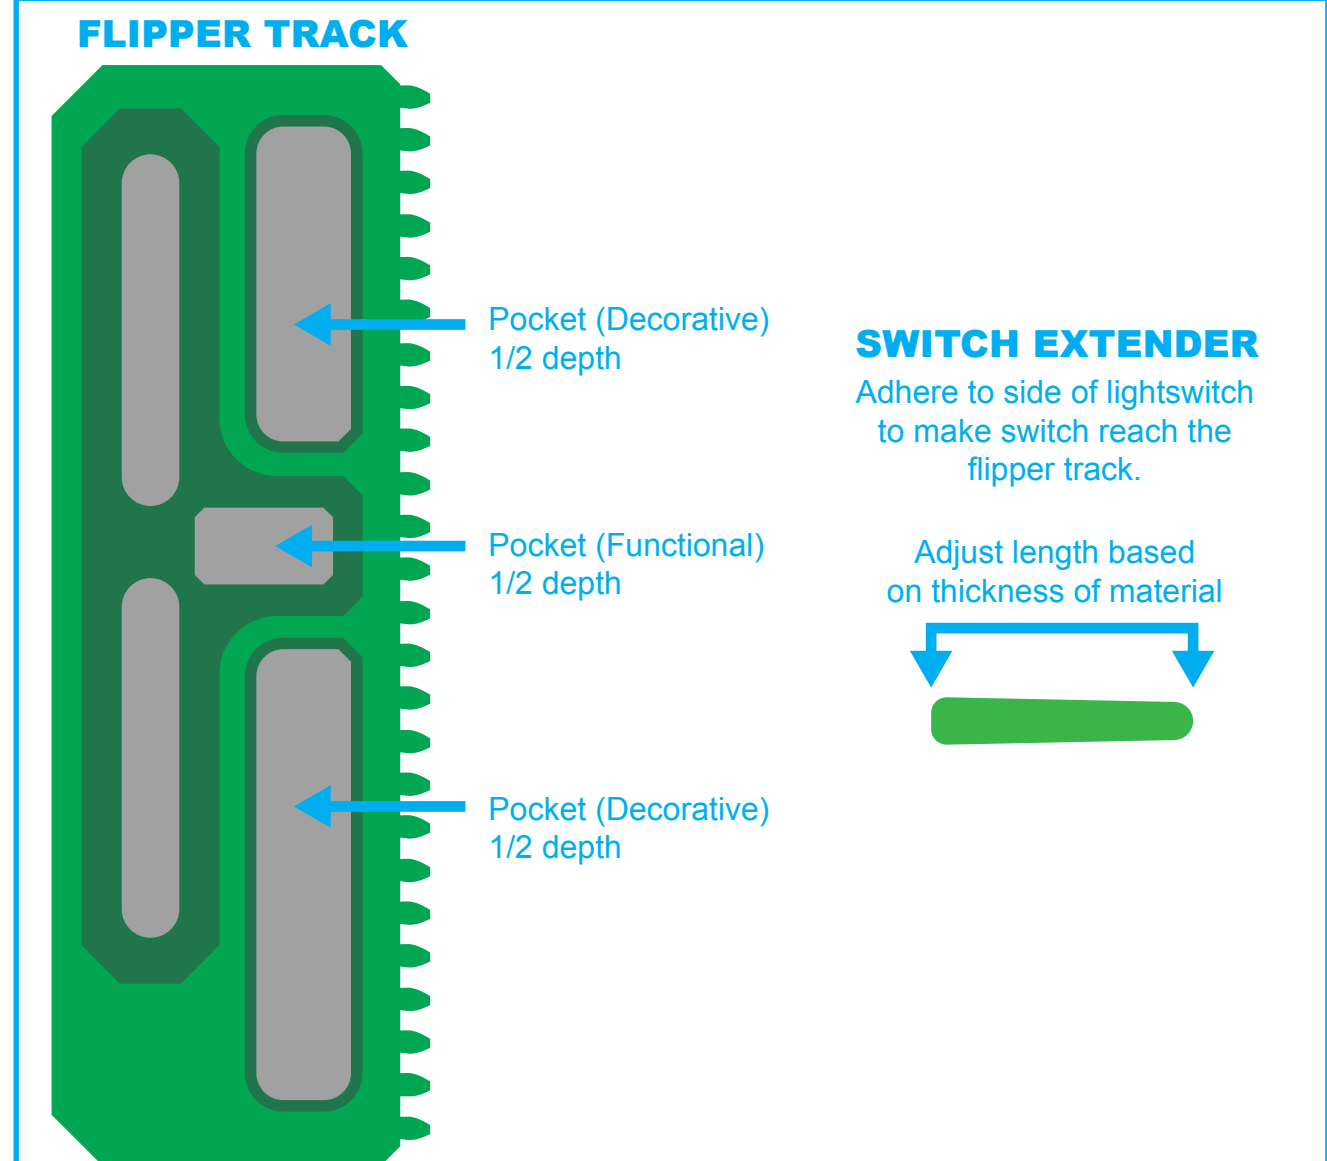 FLIPPER TRACK
Pocket (Decorative)
1/2 depth
Pocket (Functional)
1/2 depth
Pocket (Decorative)
1/2 depth
SWITCH EXTENDER
Adhere to side of lightswitch
to make switch reach the
flipper track.
Adjust length based
on thickness of material